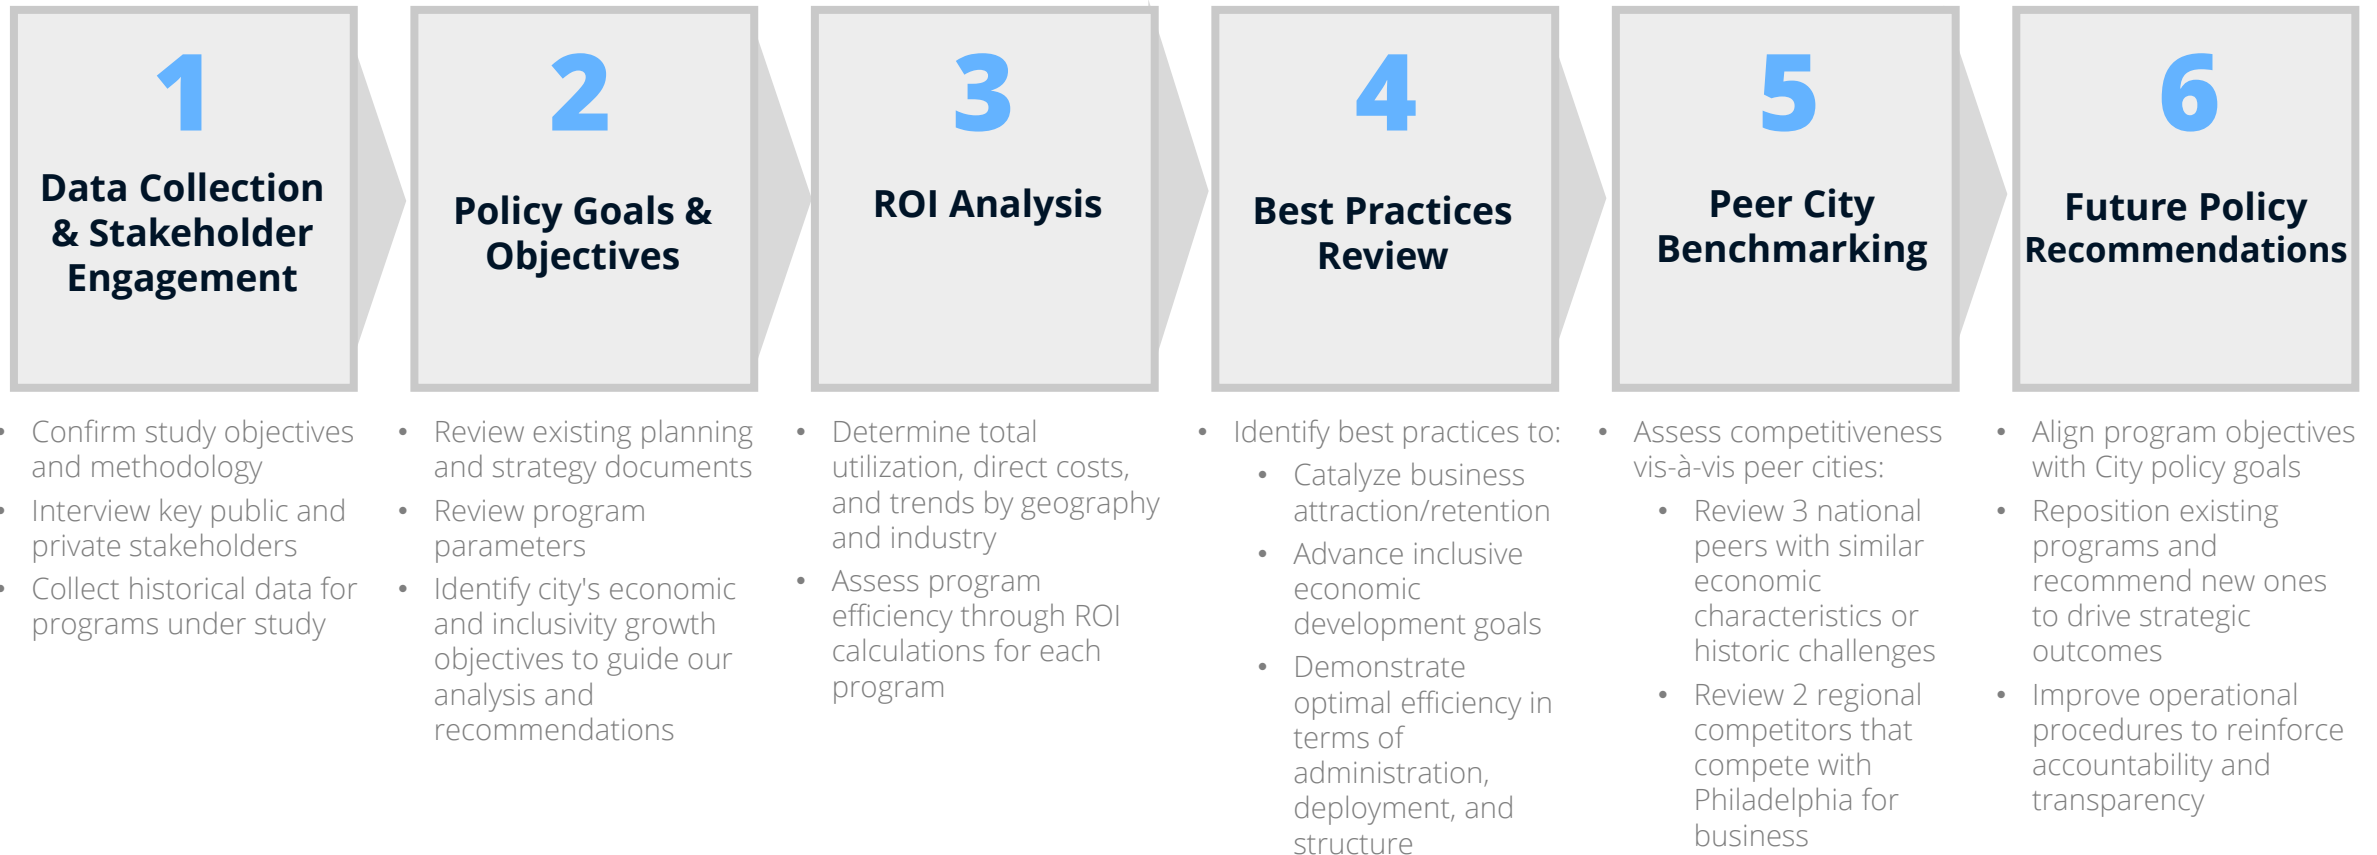 1
Data Collection
& Stakeholder
Engagement
• Confirm study objectives
and methodology
• Interview key public and
private stakeholders
• Collect historical data for
programs under study
2
Policy Goals &
Objectives
• Review existing planning
and strategy documents
• Review program
parameters
• Identify city's economic
and inclusivity growth
objectives to guide our
analysis and
recommendations
3
ROI Analysis
• Determine total
utilization, direct costs,
and trends by geography
and industry
• Assess program
efficiency through ROI
calculations for each
program
4
Best Practices
Review
• Identify best practices to:
• Catalyze business
attraction/retention
• Advance inclusive
economic
development goals
• Demonstrate
optimal efficiency in
terms of
administration,
deployment, and
structure
5
Peer City
Benchmarking
• Assess competitiveness
vis-à-vis peer cities:
• Review 3 national
peers with similar
economic
characteristics or
historic challenges
• Review 2 regional
competitors that
compete with
Philadelphia for
business
6
Future Policy
Recommendations
• Align program objectives
with City policy goals
• Reposition existing
programs and
recommend new ones
to drive strategic
outcomes
• Improve operational
procedures to reinforce
accountability and
transparency